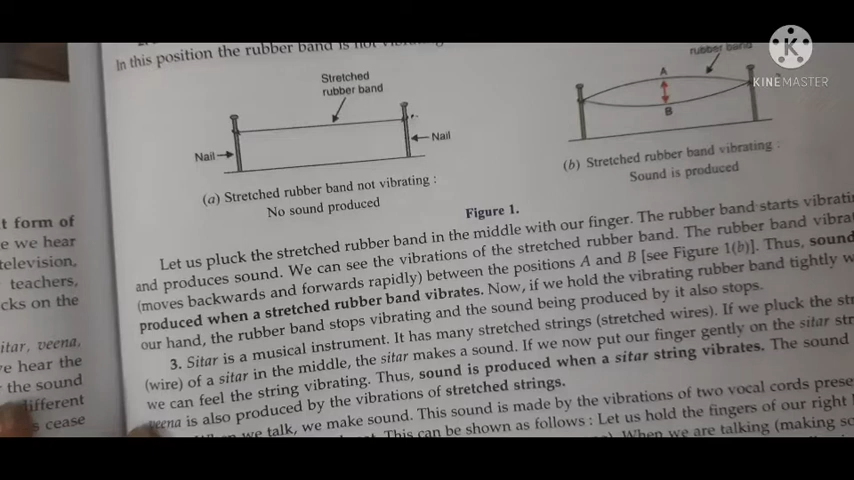 In this position the rubber band is not vibrating
Stretched
rubber band
Nail
Nail
(a) Stretched rubber band not vibrating :
No sound produced
rubber band
A
B
(b) Stretched rubber band vibrating :
Sound is produced
KINEMASTER
Figure 1.
Let us pluck the stretched rubber band in the middle with our finger. The rubber band starts vibratin
and produces sound. We can see the vibrations of the stretched rubber band. The rubber band vibra
(moves backwards and forwards rapidly) between the positions A and B [see Figure 1(b)]. Thus, sound
produced when a stretched rubber band vibrates. Now, if we hold the vibrating rubber band tightly w
our hand, the rubber band stops vibrating and the sound being produced by it also stops.
3. Sitar is a musical instrument. It has many stretched strings (stretched wires). If we pluck the str
(wire) of a sitar in the middle, the sitar makes a sound. If we now put our finger gently on the sitar str
we can feel the string vibrating. Thus, sound is produced when a sitar string vibrates. The sound
veena is also produced by the vibrations of stretched strings.
we talk, we make sound. This sound is made by the vibrations of two vocal cords prese
This can be shown as follows : Let us hold the fingers of our right
When we are talking (making so
t form of
e we hear
television,
teachers,
cks on the
itar, veena,
ve hear the
the sound
different
s cease